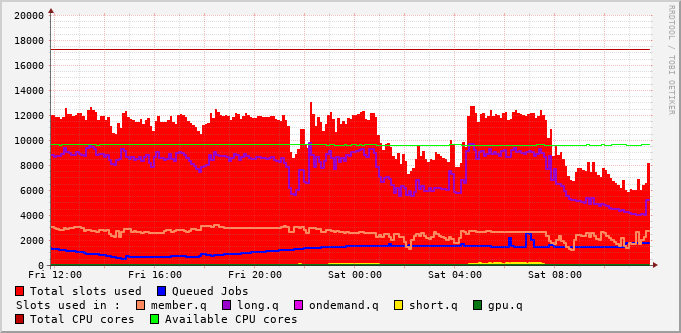 20000
18000
16000
14000
12000
10000
8000
6000
4000
2000
0
Fri 12:00 Fri 16:00 Fri 20:00 Sat 00:00 Sat 04:00 Sat 08:00
Total slots used Queued Jobs
Slots used in : member.q long.q ondemand.q short.q gpu.q
Total CPU cores Available CPU cores
RRDTOOL / TOBI OETIKER